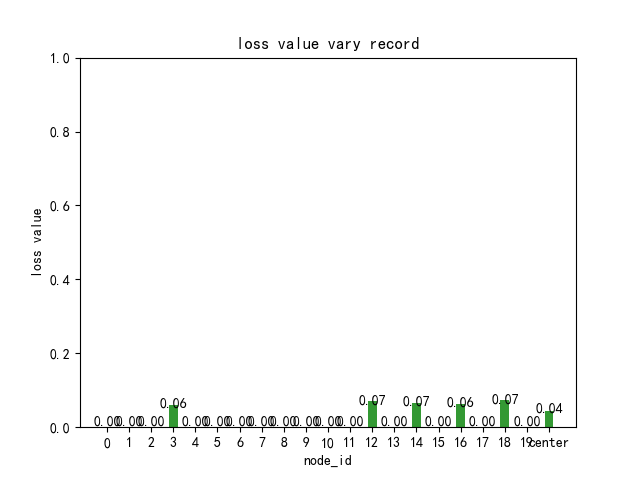 loss value vary record
1.0
0.8
0.6
0.4
0.2
0.0
loss value
0.00 0.00 0.00 0.06 0.00 0.00 0.00 0.00 0.00 0.00 0.00 0.00 0.07 0.00 0.07 0.00 0.06 0.00 0.07 0.00 0.04
0 1 2 3 4 5 6 7 8 9 10 11 12 13 14 15 16 17 18 19 center
node_id